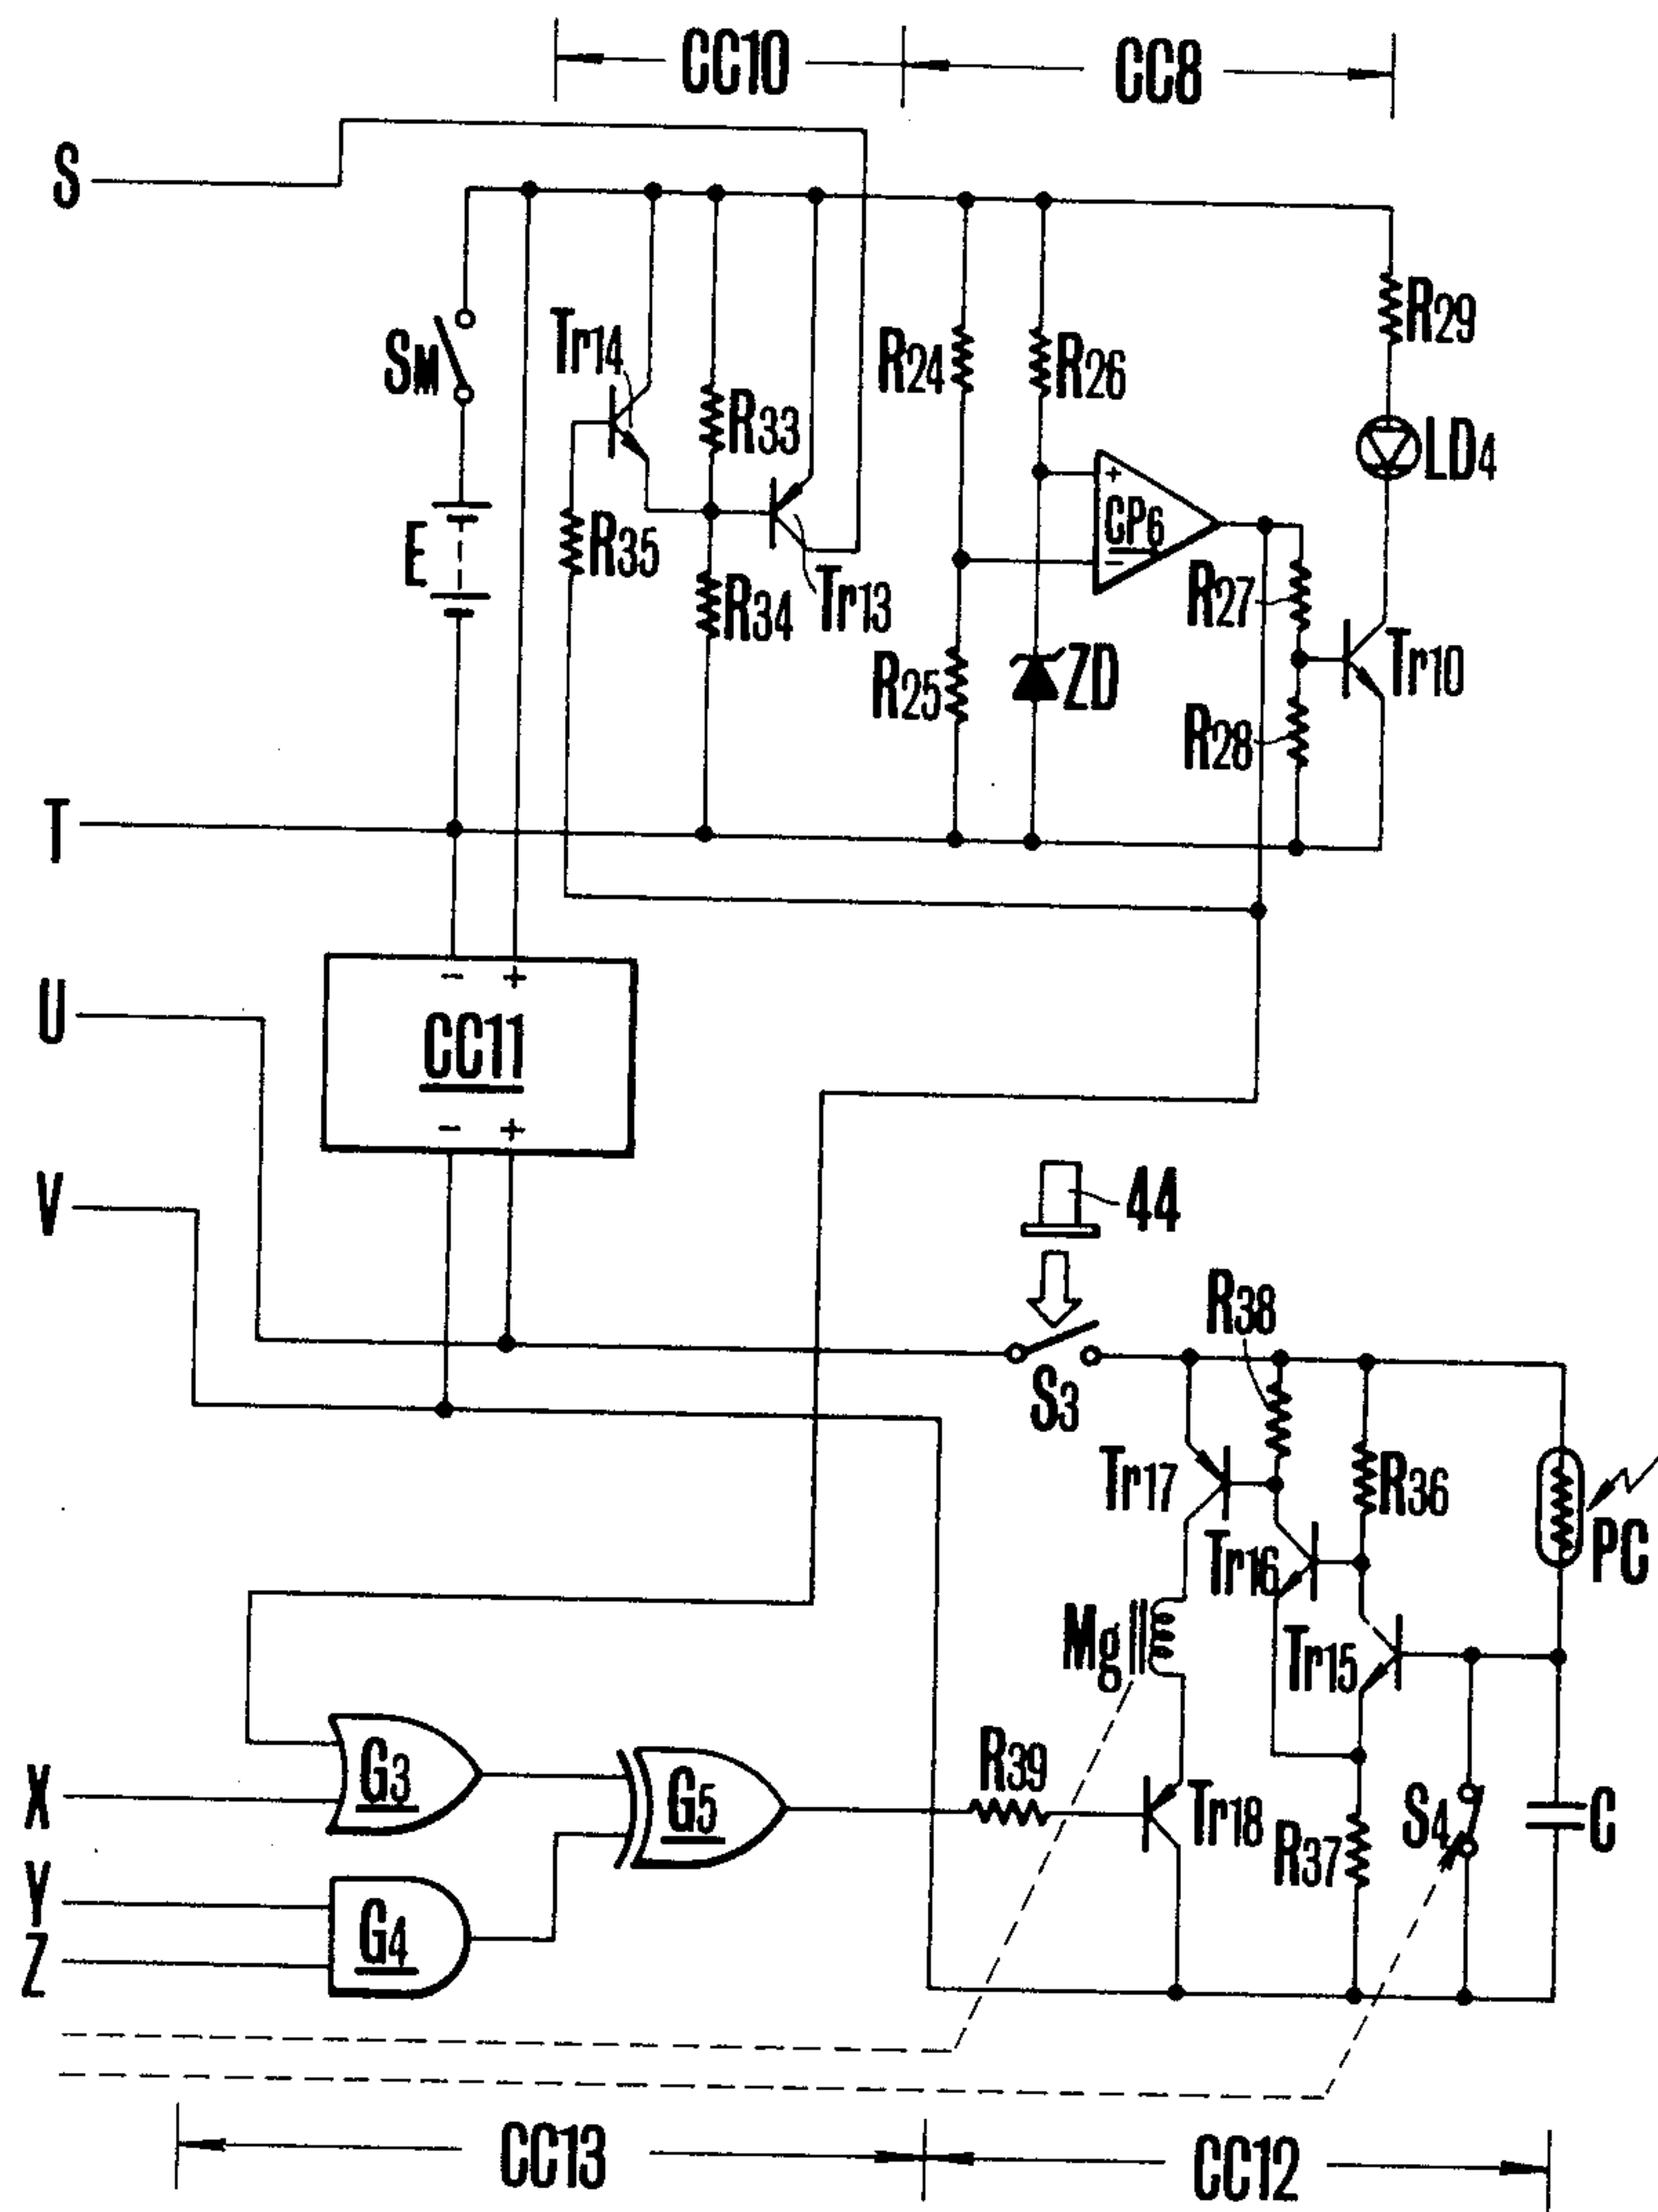 CC10
CC8
S
Tr14
SM
R33
R24
R26
R29
LD4
E
R35
R34
Tr13
+
CP6
−
R27
R25
ZD
Tr10
R28
T
− +
U
CC11
− +
V
44
R38
S3
Tr17
R36
Tr16
PC
Mg
Tr15
R39
X
G3
G5
Tr18
S4
C
R37
Y
G4
Z
CC13
CC12